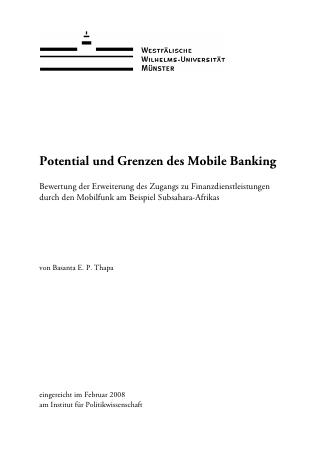 Westfälische
Wilhelms-Universität
Münster
Potential und Grenzen des Mobile Banking
Bewertung der Erweiterung des Zugangs zu Finanzdienstleistungen
durch den Mobilfunk am Beispiel Subsahara-Afrikas
von Basanta E. P. Thapa
eingereicht im Februar 2008
am Institut für Politikwissenschaft